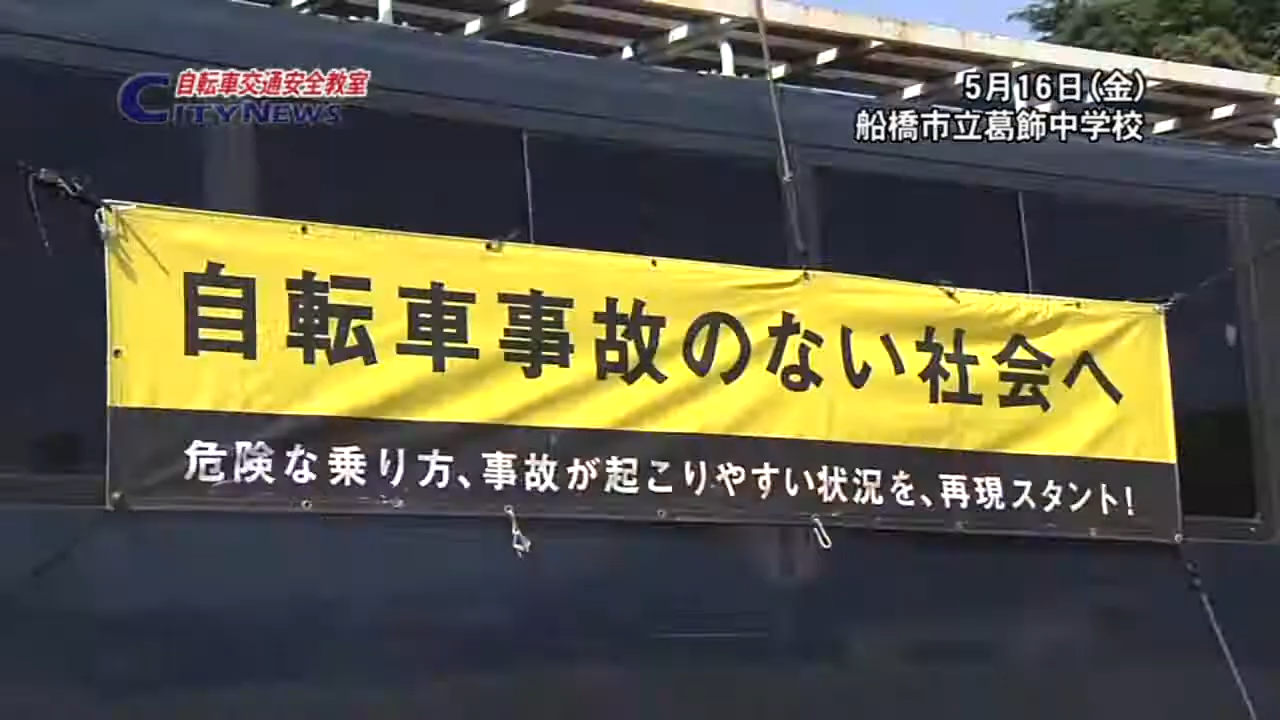 自転車交通安全教室
CITYNEWS
5月16日(金)
船橋市立葛飾中学校
自転車事故のない社会へ
危険な乗り方、事故が起こりやすい状況を、再現スタント!